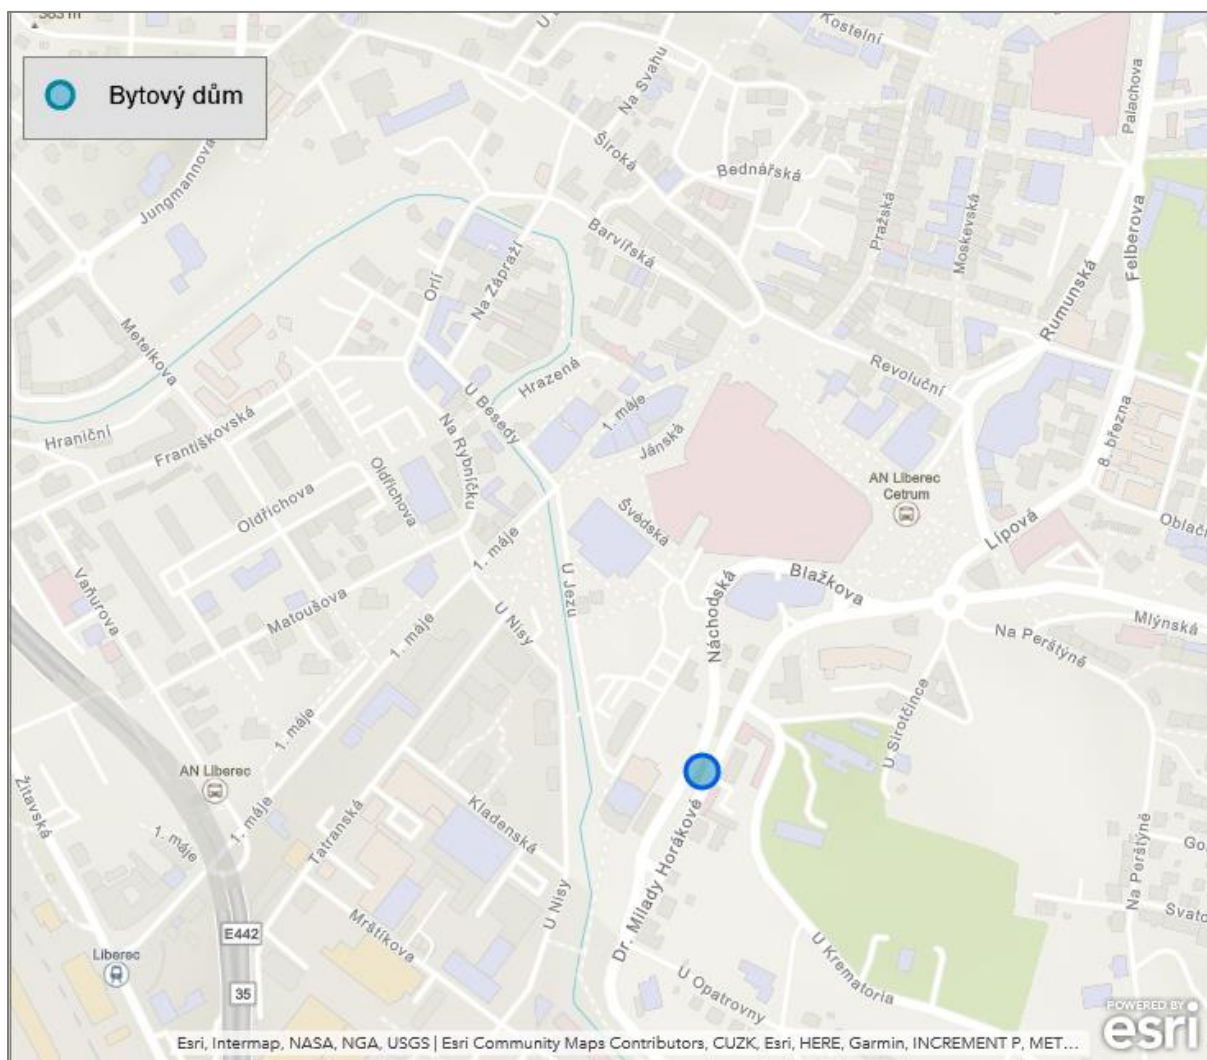 Kostelní
Bytový dům
Na Svahu
Palachova
Široká
Bednářská
Jungmannova
Pražská
Moskevská
Felberova
Barvířská
Orlí
Na Zápraží
Rumunská
Metelkova
Revoluční
Hrazená
U Besedy
1. máje
Hraniční
Františkovská
Na Rybníčku
Jánská
8. března
Oldřichova
AN Liberec
Cetrum
Oldřichova
Švédská
Lípová
1. máje
Blažkova
Vaňurova
Matoušova
U Jezu
Náchodská
U Nisy
1. máje
Mlýnská
Na Perštýně
U Sirotčince
1. máje
AN Liberec
Žitavská
1. máje
1. máje
Tatranská
Kladenská
Dr. Milady Horákové
Na Perštýně
U Nisy
Mrštíkova
E442
U Krematoria
Liberec
35
U Opatrovny
POWERED BY
esri
Esri, Intermap, NASA, NGA, USGS | Esri Community Maps Contributors, CUZK, Esri, HERE, Garmin, INCREMENT P, MET...